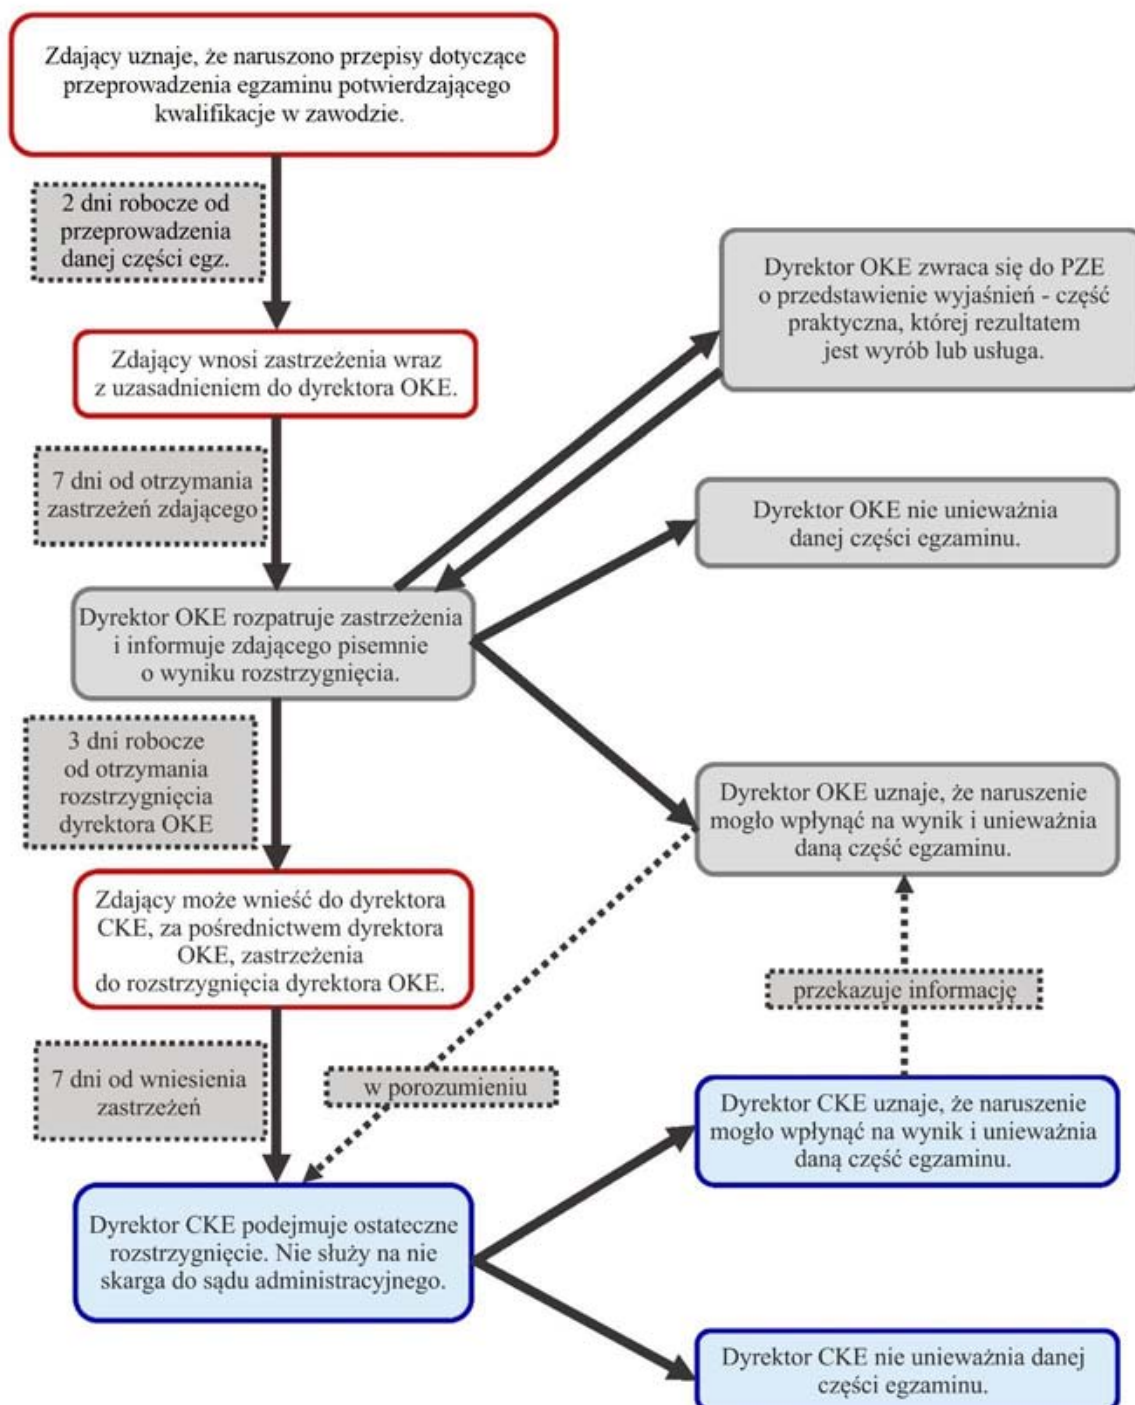 Zdający uznaje, że naruszono przepisy dotyczące
przeprowadzenia egzaminu potwierdzającego
kwalifikacje w zawodzie.
2 dni robocze od
przeprowadzenia
danej części egz.
Zdający wnosi zastrzeżenia wraz
z uzasadnieniem do dyrektora OKE.
7 dni od otrzymania
zastrzeżeń zdającego
Dyrektor OKE zwraca się do PZE
o przedstawienie wyjaśnień - część
praktyczna, której rezultatem
jest wyrób lub usługa.
Dyrektor OKE nie unieważnia
danej części egzaminu.
Dyrektor OKE rozpatruje zastrzeżenia
i informuje zdającego pisemnie
o wyniku rozstrzygnięcia.
3 dni robocze
od otrzymania
rozstrzygnięcia
dyrektora OKE
Dyrektor OKE uznaje, że naruszenie
mogło wpłynąć na wynik i unieważnia
daną część egzaminu.
Zdający może wnieść do dyrektora
CKE, za pośrednictwem dyrektora
OKE, zastrzeżenia
do rozstrzygnięcia dyrektora OKE.
przekazuje informację
7 dni od wniesienia
zastrzeżeń
w porozumieniu
Dyrektor CKE uznaje, że naruszenie
mogło wpłynąć na wynik i unieważnia
daną część egzaminu.
Dyrektor CKE podejmuje ostateczne
rozstrzygnięcie. Nie służy na nie
skarga do sądu administracyjnego.
Dyrektor CKE nie unieważnia danej
części egzaminu.